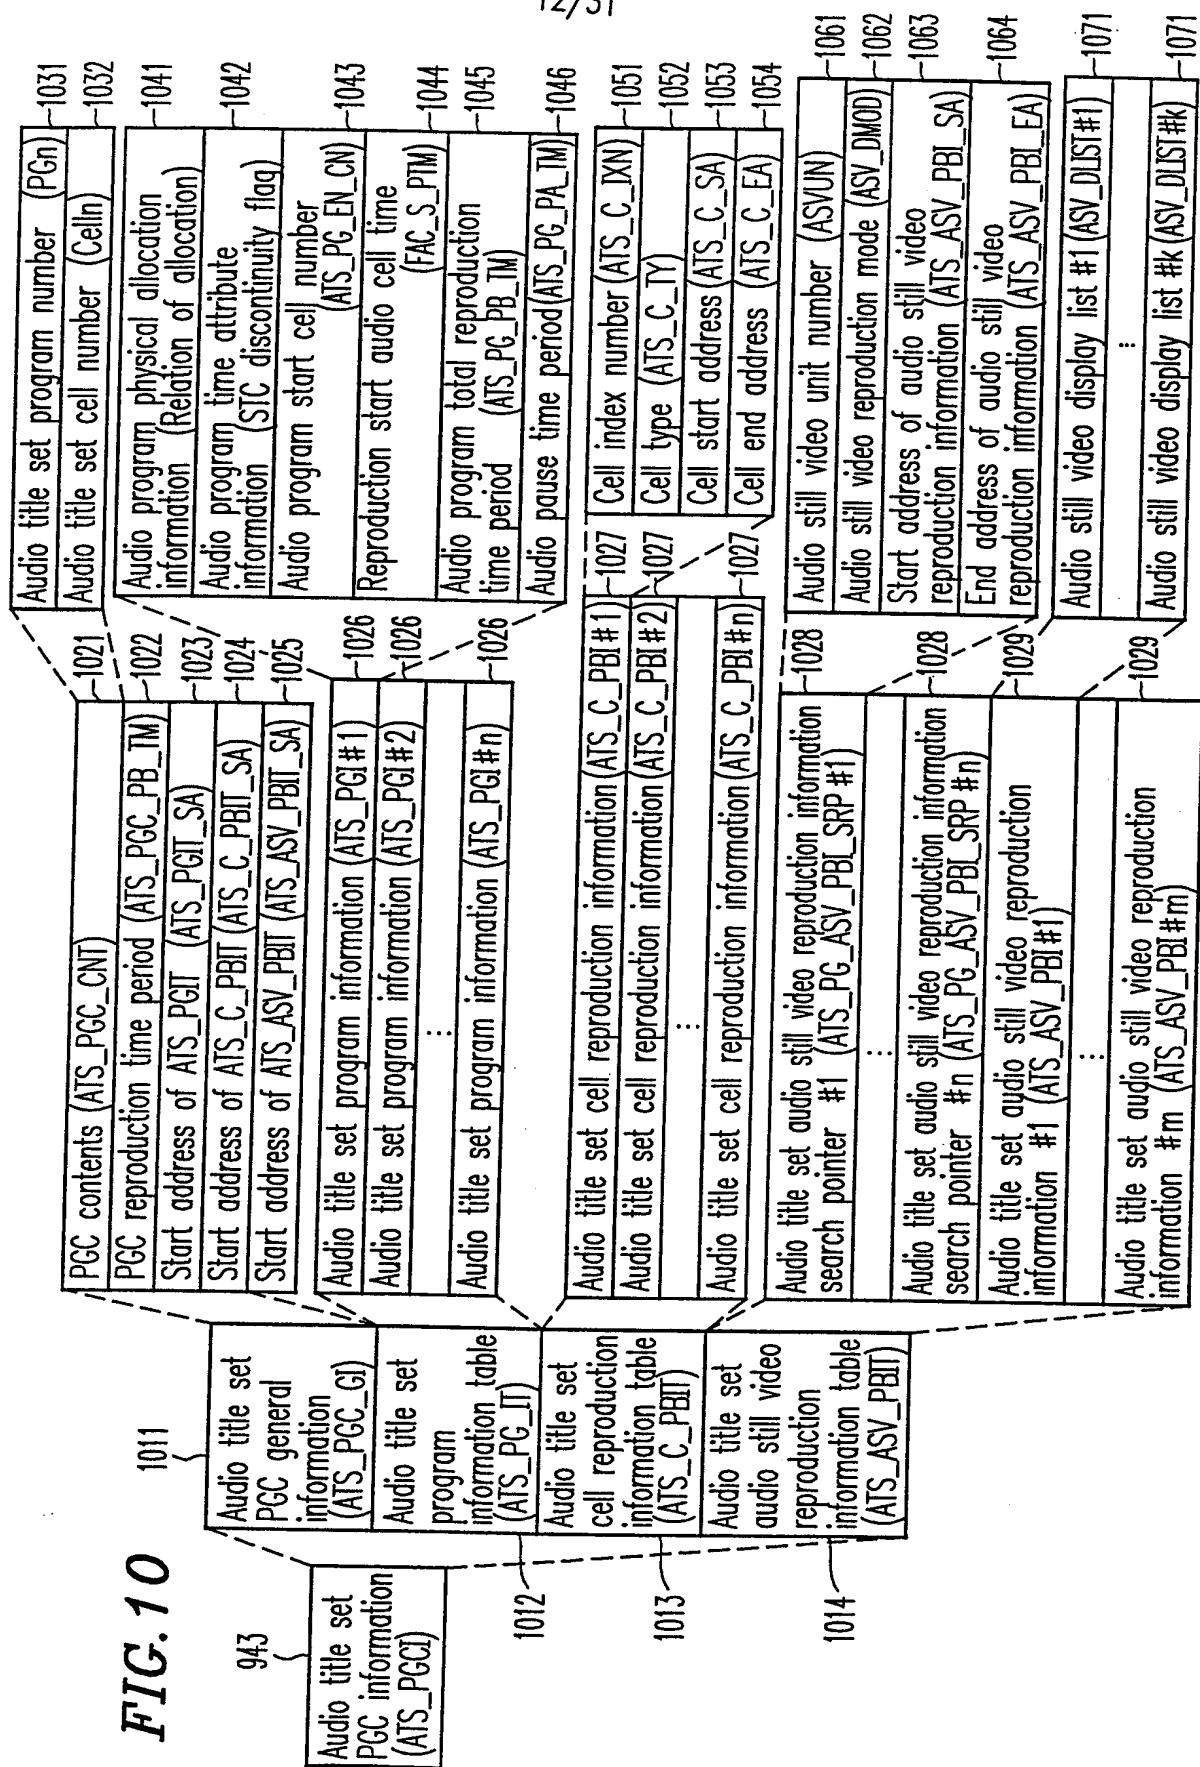 12/31
FIG.10
943
Audio title set
PGC information
(ATS_PGCI)
1011
Audio title set
PGC general
information
(ATS_PGC_GI)
Audio title set
program
information table
(ATS_PG_IT)
1012
Audio title set
cell reproduction
information table
(ATS_C_PBIT)
1013
Audio title set
audio still video
reproduction
information table
(ATS_ASV_PBIT)
1014
PGC contents (ATS_PGC_CNT)
1021
PGC reproduction time period (ATS_PGC_PB_TM)
1022
Start address of ATS_PGIT (ATS_PGIT_SA)
1023
Start address of ATS_C_PBIT (ATS_C_PBIT_SA)
1024
Start address of ATS_ASV_PBIT (ATS_ASV_PBIT_SA)
1025
Audio title set program information (ATS_PGI#1)
1026
Audio title set program information (ATS_PGI#2)
1026
⋮
Audio title set program information (ATS_PGI#n)
1026
Audio title set cell reproduction information (ATS_C_PBI#1)
1027
Audio title set cell reproduction information (ATS_C_PBI#2)
1027
⋮
Audio title set cell reproduction information (ATS_C_PBI#n)
1027
Audio title set audio still video reproduction information
search pointer #1 (ATS_PG_ASV_PBI_SRP #1)
1028
⋮
Audio title set audio still video reproduction information
search pointer #n (ATS_PG_ASV_PBI_SRP #n)
1028
Audio title set audio still video reproduction
information #1 (ATS_ASV_PBI#1)
1029
⋮
Audio title set audio still video reproduction
information #m (ATS_ASV_PBI#m)
1029
Audio title set program number (PGn)
1031
Audio title set cell number (Celln)
1032
Audio program physical allocation
information (Relation of allocation)
1041
Audio program time attribute
information (STC discontinuity flag)
1042
Audio program start cell number
(ATS_PG_EN_CN)
1043
Reproduction start audio cell time
(FAC_S_PTM)
1044
Audio program total reproduction
time period (ATS_PG_PB_TM)
1045
Audio pause time period(ATS_PG_PA_TM)
1046
Cell index number (ATS_C_IXN)
1051
Cell type (ATS_C_TY)
1052
Cell start address (ATS_C_SA)
1053
Cell end address (ATS_C_EA)
1054
Audio still video unit number (ASVUN)
1061
Audio still video reproduction mode (ASV_DMOD)
1062
Start address of audio still video
reproduction information (ATS_ASV_PBI_SA)
1063
End address of audio still video
reproduction information (ATS_ASV_PBI_EA)
1064
Audio still video display list #1 (ASV_DLIST#1)
1071
⋮
Audio still video display list #k (ASV_DLIST#k)
1071